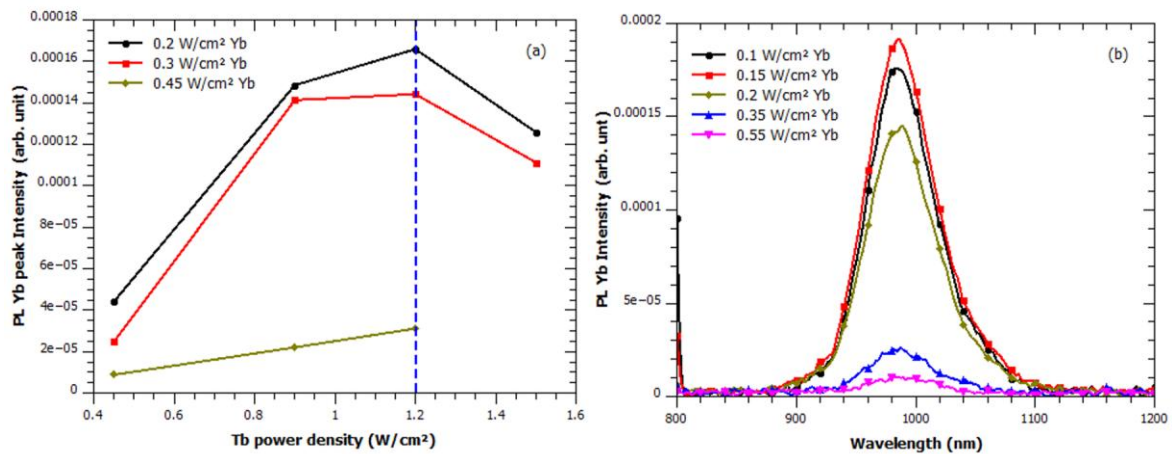 0.00018
0.00016
0.00014
0.00012
0.0001
8e-05
6e-05
4e-05
2e-05
0
PL Yb peak Intensity (arb. unit)
0.2 W/cm² Yb
0.3 W/cm² Yb
0.45 W/cm² Yb
(a)
0.4 0.6 0.8 1 1.2 1.4 1.6
Tb power density (W/cm²)
0.0002
0.00015
0.0001
5e-05
0
PL Yb Intensity (arb. unt)
0.1 W/cm² Yb
0.15 W/cm² Yb
0.2 W/cm² Yb
0.35 W/cm² Yb
0.55 W/cm² Yb
(b)
800 900 1000 1100 1200
Wavelength (nm)